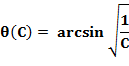 θ(C) = arcsin √(1/C)